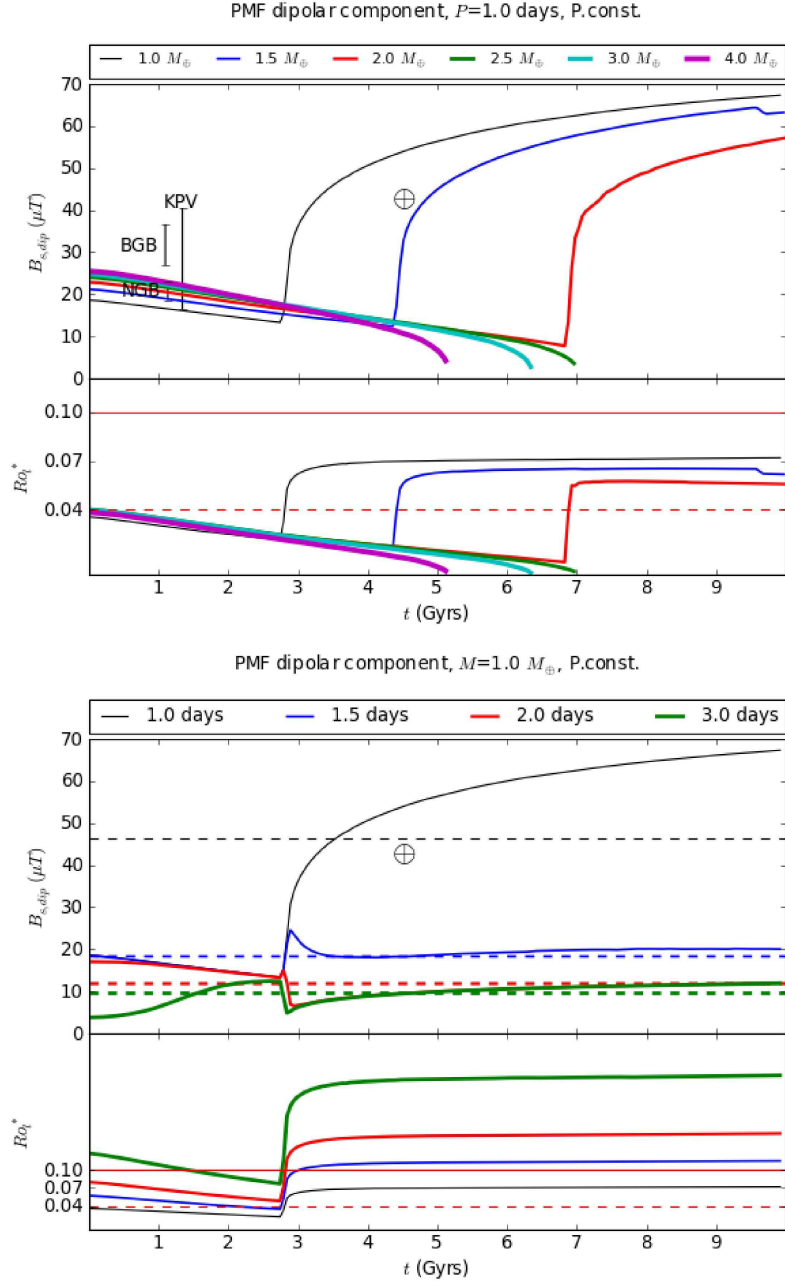 PMF dipolar component, P=1.0 days, P.const.
1.0 M⊕ 1.5 M⊕ 2.0 M⊕ 2.5 M⊕ 3.0 M⊕ 4.0 M⊕
70
60
50
40
30
20
10
0
B_{s,dip} (μT)
KPV
BGB
NGB
⊕
0.10
0.07
0.04
Ro_l^*
1 2 3 4 5 6 7 8 9
t (Gyrs)
PMF dipolar component, M=1.0 M⊕, P.const.
1.0 days 1.5 days 2.0 days 3.0 days
70
60
50
40
30
20
10
0
B_{s,dip} (μT)
⊕
0.10
0.07
0.04
Ro_l^*
1 2 3 4 5 6 7 8 9
t (Gyrs)